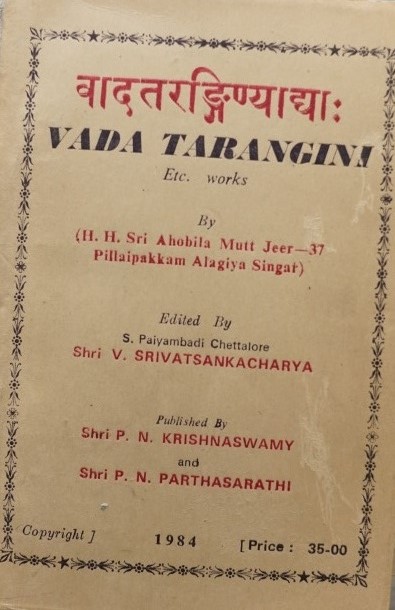 वादतरङ्गिण्याद्याः
VADA TARANGINI
Etc. works
By
(H. H. Sri Ahobila Mutt Jeer—37
Pillaipakkam Alagiya Singar)
Edited By
S. Paiyambadi Chettalore
Shri V. SRIVATSANKACHARYA
Published By
Shri P. N. KRISHNASWAMY
and
Shri P. N. PARTHASARATHI
Copyright ] 1984 [ Price : 35-00